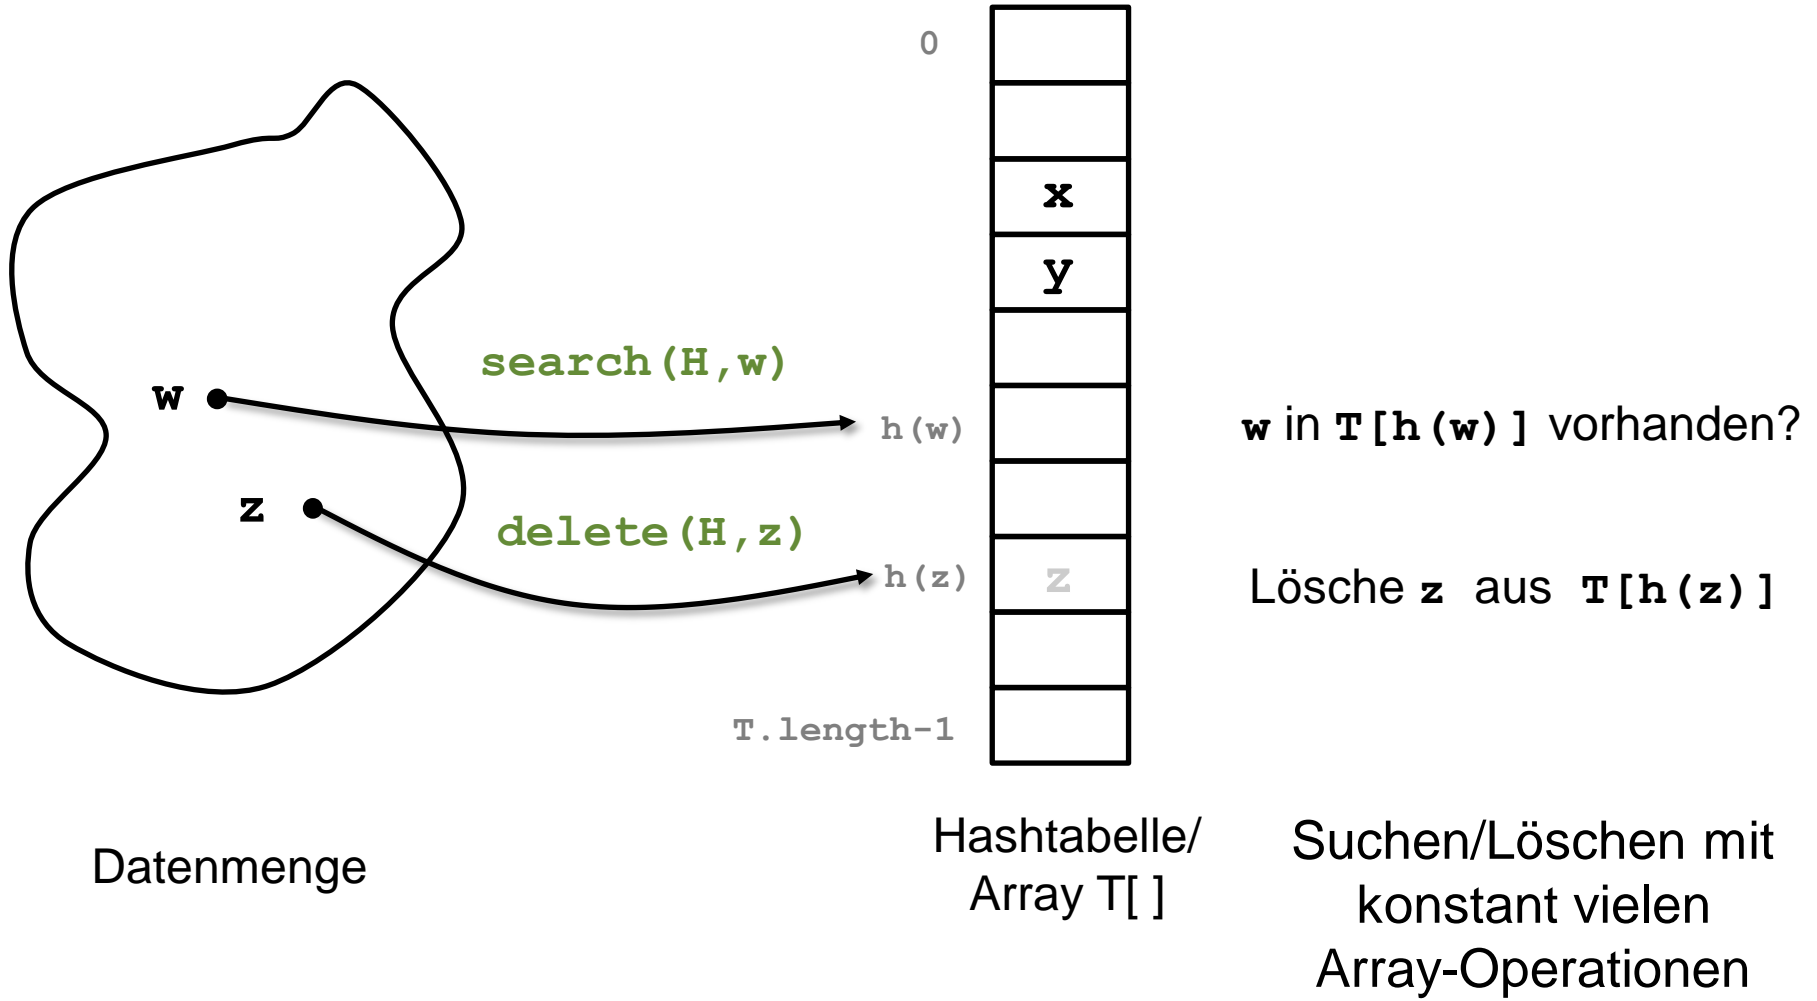 0
x
y
search(H,w)
w
h(w)
w in T[h(w)] vorhanden?
z
delete(H,z)
h(z)
z
Lösche z aus T[h(z)]
T.length-1
Datenmenge
Hashtabelle/
Array T[ ]
Suchen/Löschen mit
konstant vielen
Array-Operationen